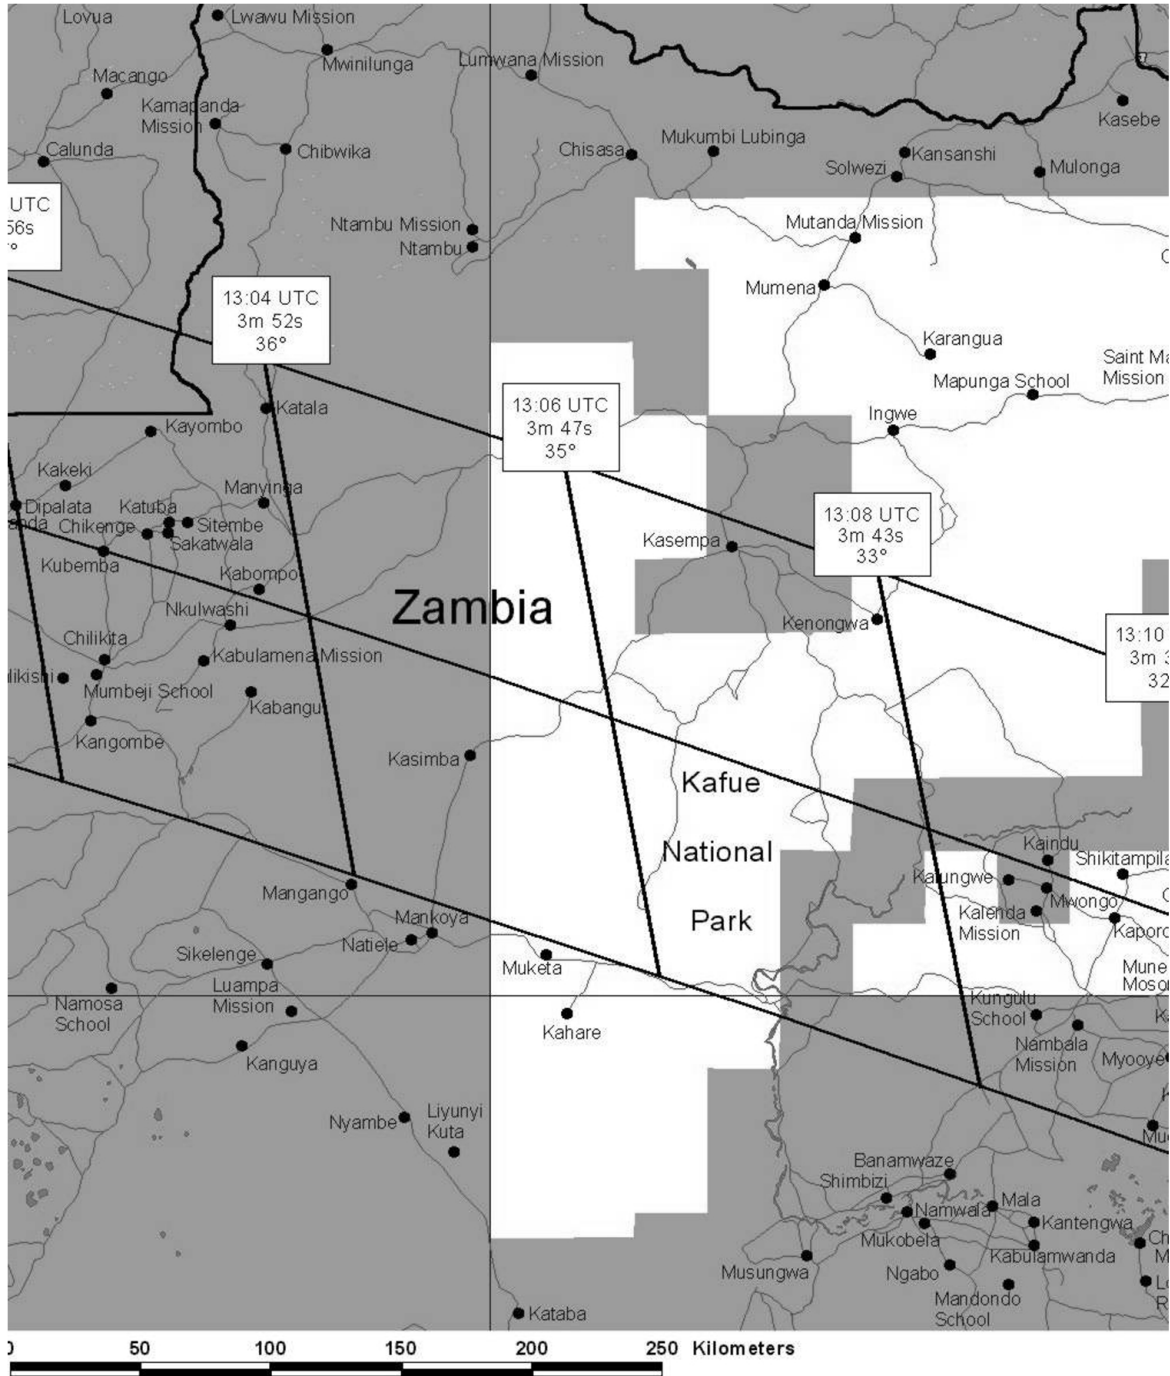 Lovua
Lwawu Mission
Mwinilunga
Lumwana Mission
Macango
Kamapanda
Mission
Calunda
Chibwika
Chisasa
Mukumbi Lubinga
Kasebe
Solwezi
Kansanshi
Mulonga
UTC
56s
Ntambu Mission
Ntambu
Mutanda Mission
Mumena
13:04 UTC
3m 52s
36°
Karangua
Saint Ma
Mission
Mapunga School
Katala
Kayombo
13:06 UTC
3m 47s
35°
Ingwe
Kakeki
Dipalata
Katuba
Manyinga
Chikenge
Sitembe
Sakatwala
Kubemba
Kasempa
13:08 UTC
3m 43s
33°
Kabompo
Zambia
Nkulwashi
Kenongwa
Chilikita
Kabulamena Mission
likishi
Mumbeji School
Kabangu
Kangombe
13:10
3m 3
32
Kasimba
Kafue
National
Park
Kaindu
Shikitampila
Kalungwe
Mwongo
Kalenda
Mission
Kaporo
Mangango
Mankoya
Natiele
Sikelenge
Muketa
Mune
Moson
Namosa
School
Luampa
Mission
Kahare
Kungulu
School
Nambala
Mission
Myooye
Kanguya
Nyambe
Liyunyi
Kuta
Banamwaze
Shimbizi
Mala
Namwala
Kantengwa
Mukobela
Kabulamwanda
Musungwa
Ngabo
Mandondo
School
Kataba
0 50 100 150 200 250 Kilometers